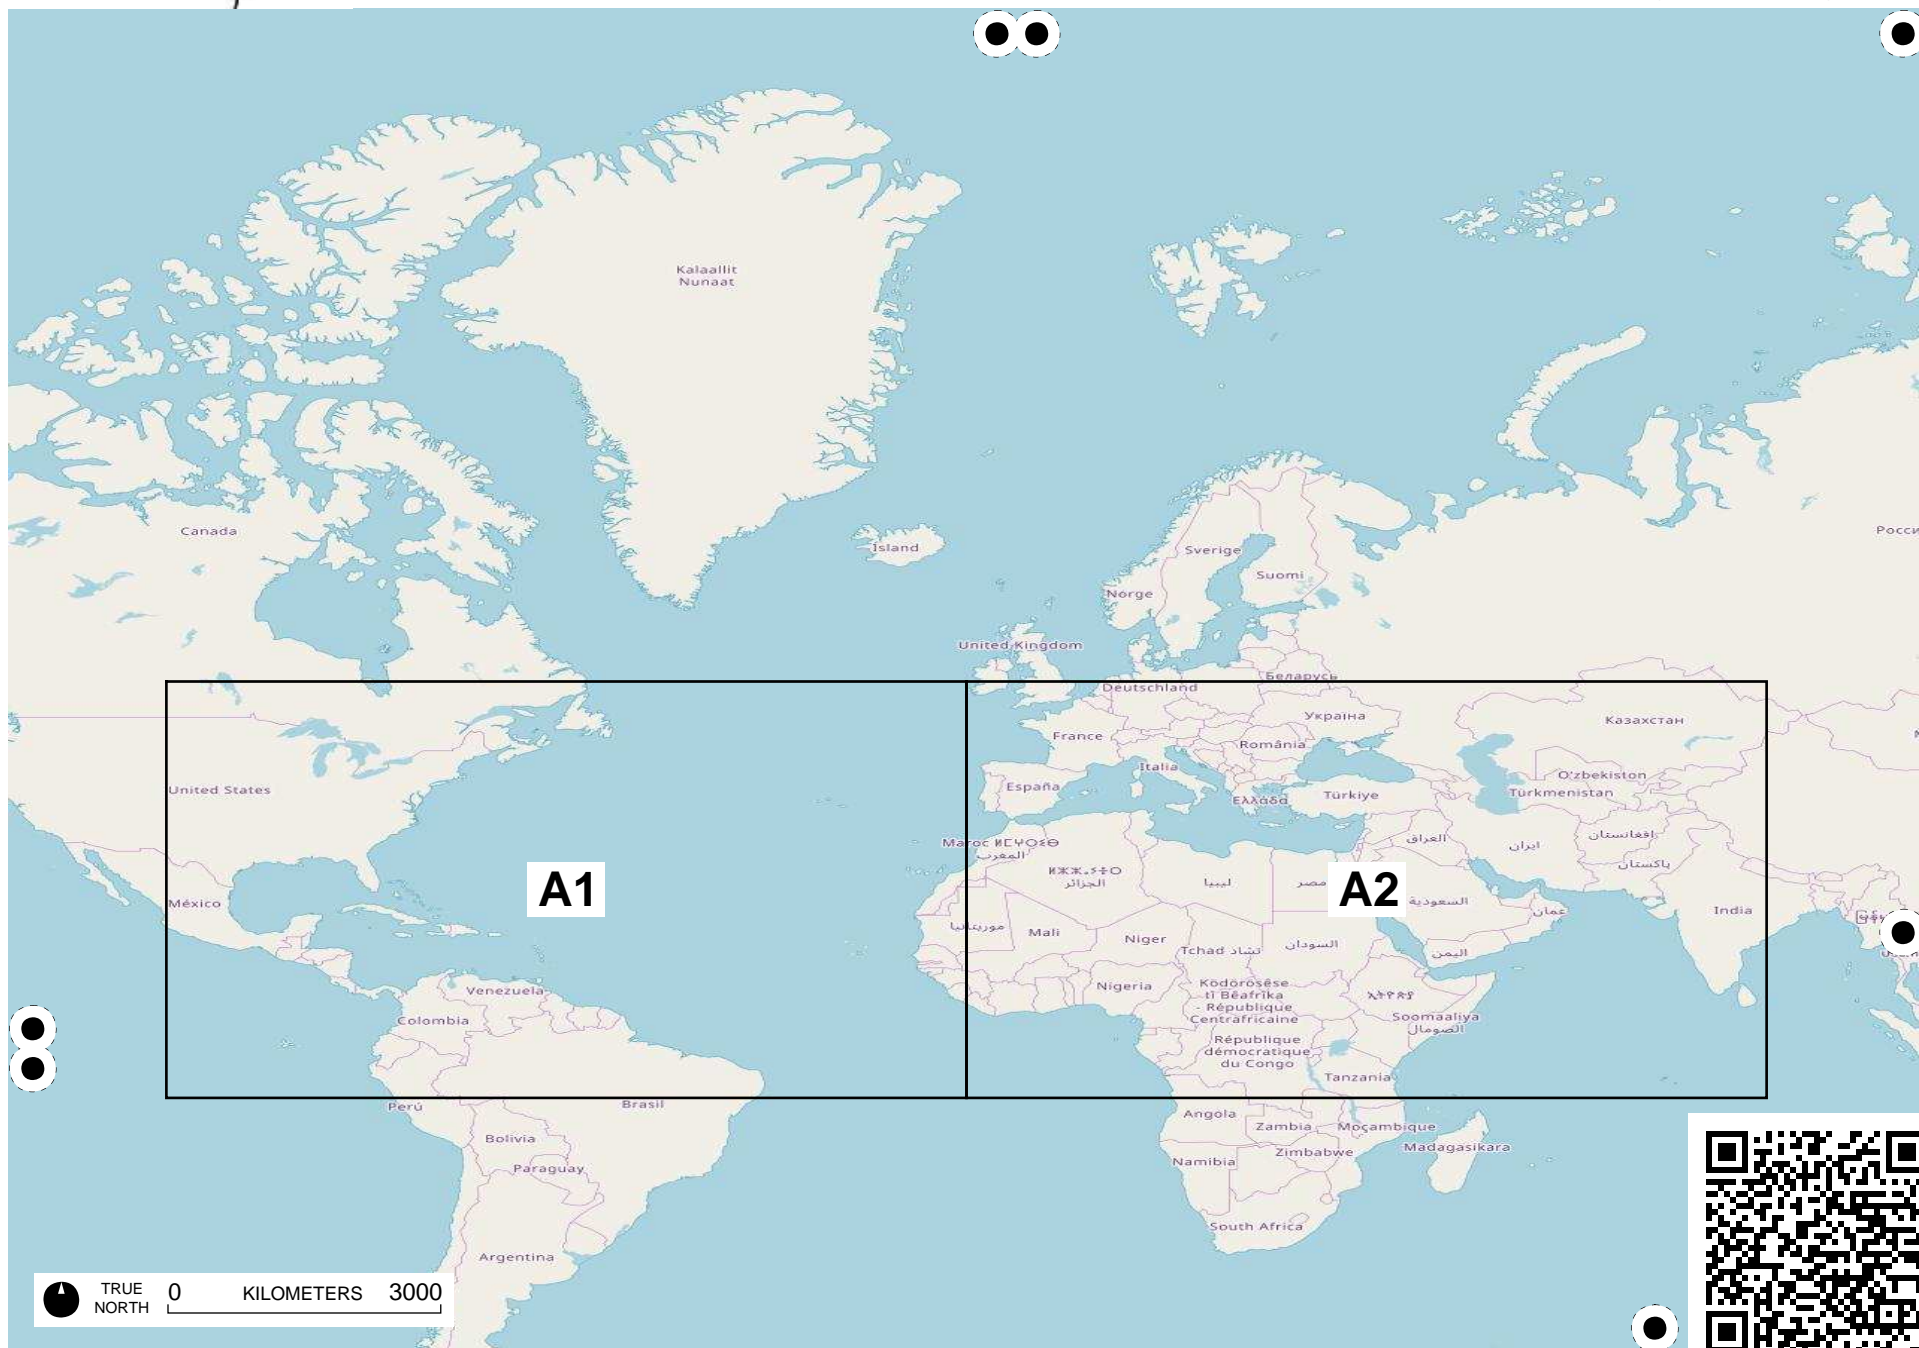 Kalaallit
Nunaat
Canada
Ísland
Sverige
Suomi
Norge
Росси
United Kingdom
Беларусь
Deutschland
Україна
Казахстан
France
România
Italia
O'zbekiston
España
Türkiye
Türkmenistan
Ελλάδα
United States
Maroc ⵍⵎⵖⵔⵉⴱ
المغرب
العراق
ایران
افغانستان
پاکستان
ⵍⵣⵣⴰⵢⴻⵔ
الجزائر
ليبيا
مصر
السعودية
عمان
A1
A2
México
India
موريتانيا
Mali
Niger
Tchad تشاد
السودان
اليمن
Venezuela
Nigeria
Ködörösêse
tî Bêafrîka
- République
Centrafricaine
Soomaaliya
الصومال
Colombia
République
démocratique
du Congo
Tanzania
Perú
Brasil
Angola
Zambia
Moçambique
Bolivia
Zimbabwe
Madagasikara
Paraguay
Namibia
South Africa
Argentina
TRUE
NORTH
0 KILOMETERS 3000